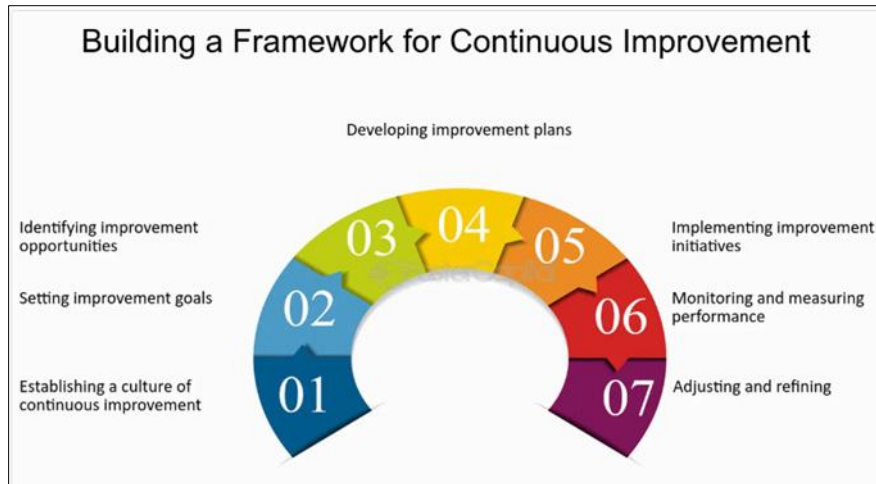 Building a Framework for Continuous Improvement
Developing improvement plans
Identifying improvement
opportunities
Setting improvement goals
Establishing a culture of
continuous improvement
01
02
03
04
05
06
07
Implementing improvement
initiatives
Monitoring and measuring
performance
Adjusting and refining